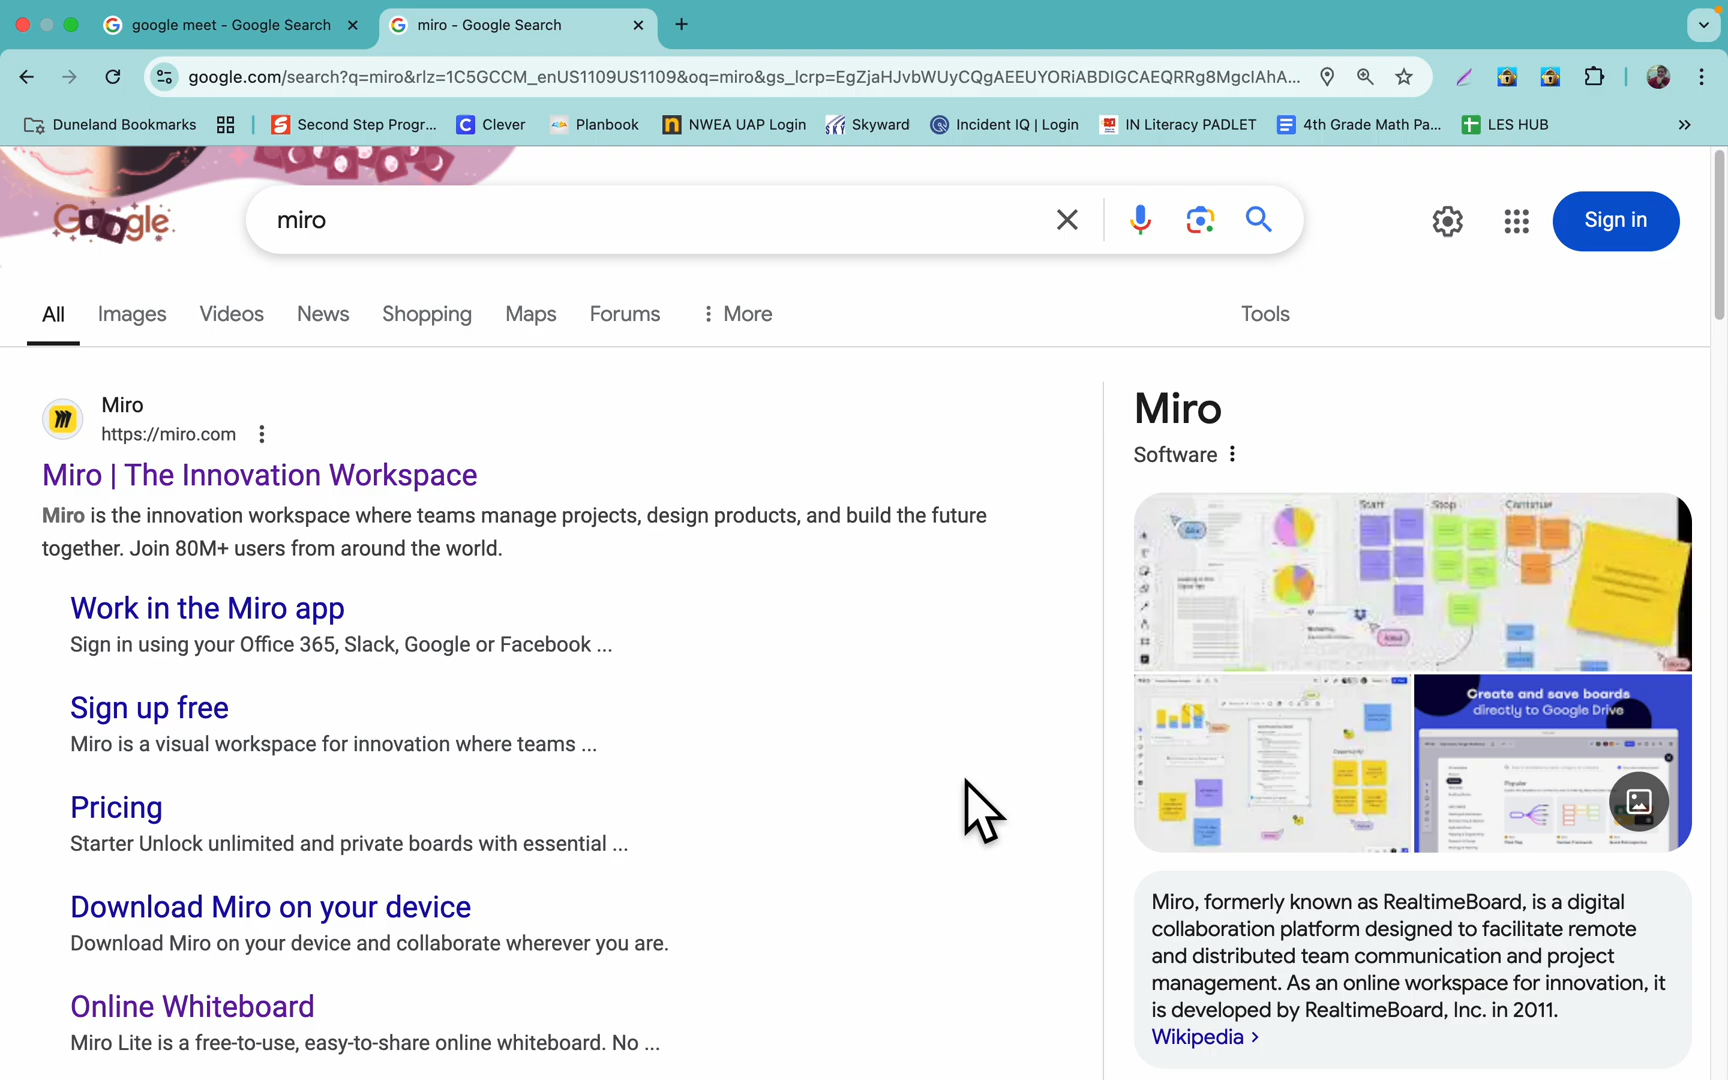 google meet - Google Search
miro - Google Search
google.com/search?q=miro&rlz=1C5GCCM_enUS1109US1109&oq=miro&gs_lcrp=EgZjaHJvbWUyCQgAEEUYORiABDIGCAEQRRg8MgcIAhA...
Duneland Bookmarks
Second Step Progr...
Clever
Planbook
NWEA UAP Login
Skyward
Incident IQ | Login
IN Literacy PADLET
4th Grade Math Pa...
LES HUB
Google
miro
Sign in
All
Images
Videos
News
Shopping
Maps
Forums
More
Tools
Miro
https://miro.com
Miro | The Innovation Workspace
Miro is the innovation workspace where teams manage projects, design products, and build the future
together. Join 80M+ users from around the world.
Work in the Miro app
Sign in using your Office 365, Slack, Google or Facebook ...
Sign up free
Miro is a visual workspace for innovation where teams ...
Pricing
Starter Unlock unlimited and private boards with essential ...
Download Miro on your device
Download Miro on your device and collaborate wherever you are.
Online Whiteboard
Miro Lite is a free-to-use, easy-to-share online whiteboard. No ...
Miro
Software
Start
Stop
Continue
Create and save boards
directly to Google Drive
Miro, formerly known as RealtimeBoard, is a digital
collaboration platform designed to facilitate remote
and distributed team communication and project
management. As an online workspace for innovation, it
is developed by RealtimeBoard, Inc. in 2011.
Wikipedia